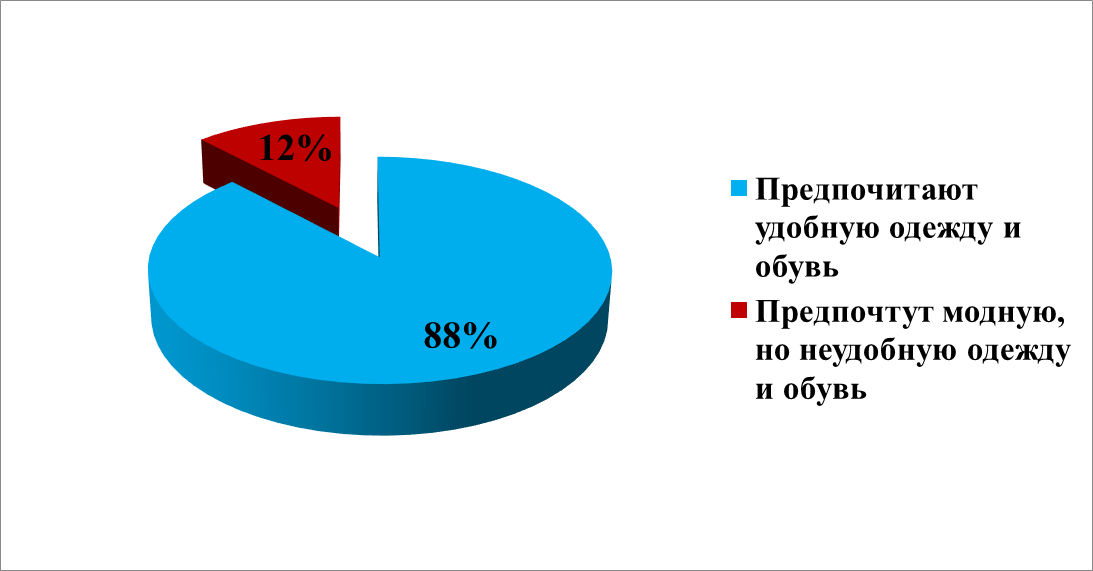 12%
88%
Предпочитают
удобную одежду и
обувь
Предпочтут модную,
но неудобную одежду
и обувь